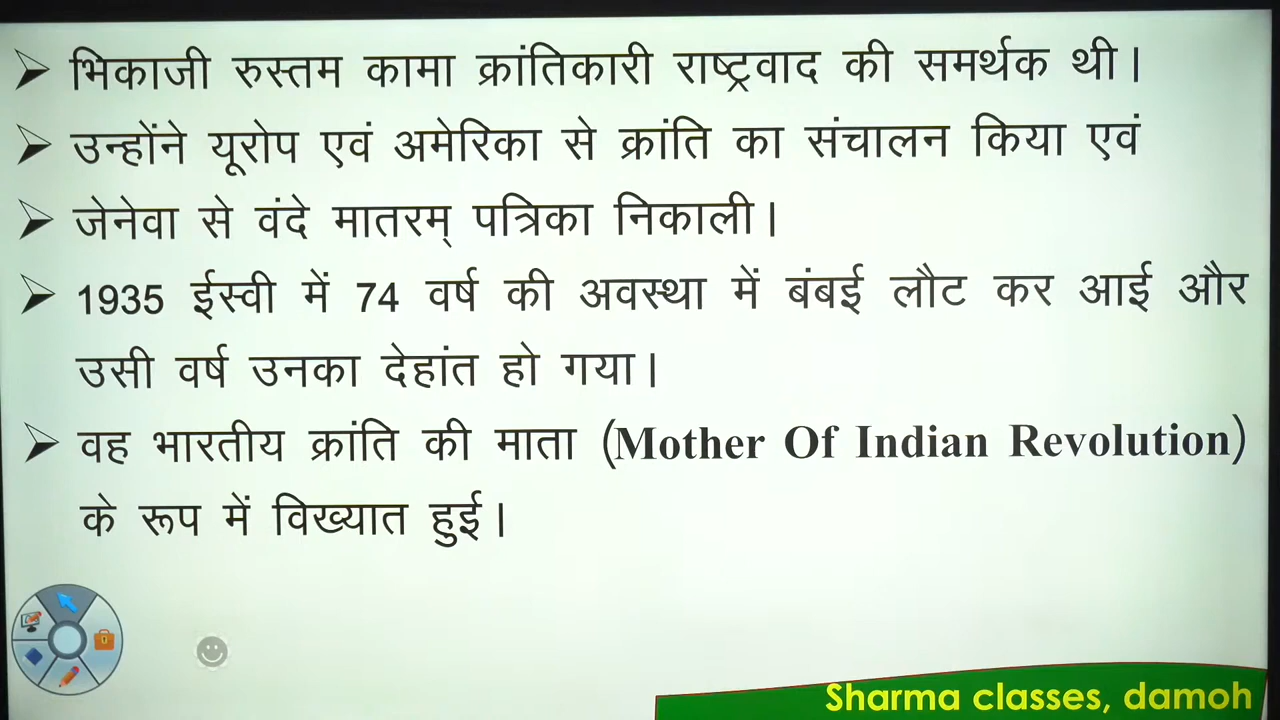 ➢ भिकाजी रुस्तम कामा क्रांतिकारी राष्ट्रवाद की समर्थक थी।
➢ उन्होंने यूरोप एवं अमेरिका से क्रांति का संचालन किया एवं
➢ जेनेवा से वंदे मातरम् पत्रिका निकाली।
➢ 1935 ईस्वी में 74 वर्ष की अवस्था में बंबई लौट कर आई और
उसी वर्ष उनका देहांत हो गया।
➢ वह भारतीय क्रांति की माता (Mother Of Indian Revolution)
के रूप में विख्यात हुई।
Sharma classes, damoh